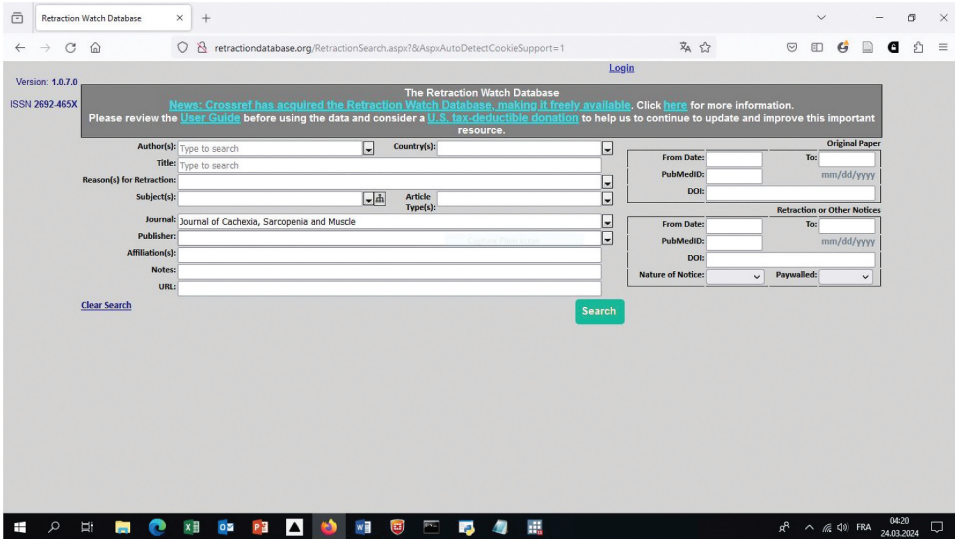 Retraction Watch Database
retractiondatabase.org/RetractionSearch.aspx?&AspxAutoDetectCookieSupport=1
Login
Version: 1.0.7.0
ISSN 2692-465X
The Retraction Watch Database
News: Crossref has acquired the Retraction Watch Database, making it freely available. Click here for more information.
Please review the User Guide before using the data and consider a U.S. tax-deductible donation to help us to continue to update and improve this important
resource.
Author(s): Type to search Country(s):
Title: Type to search
Reason(s) for Retraction:
Subject(s): Article
Type(s):
Journal: Journal of Cachexia, Sarcopenia and Muscle
Publisher:
Affiliation(s):
Notes:
URL:
Original Paper
From Date: To:
PubMedID: mm/dd/yyyy
DOI:
Retraction or Other Notices
From Date: To:
PubMedID: mm/dd/yyyy
DOI:
Nature of Notice: Paywalled:
Clear Search
Search
FRA
04:20
24.03.2024